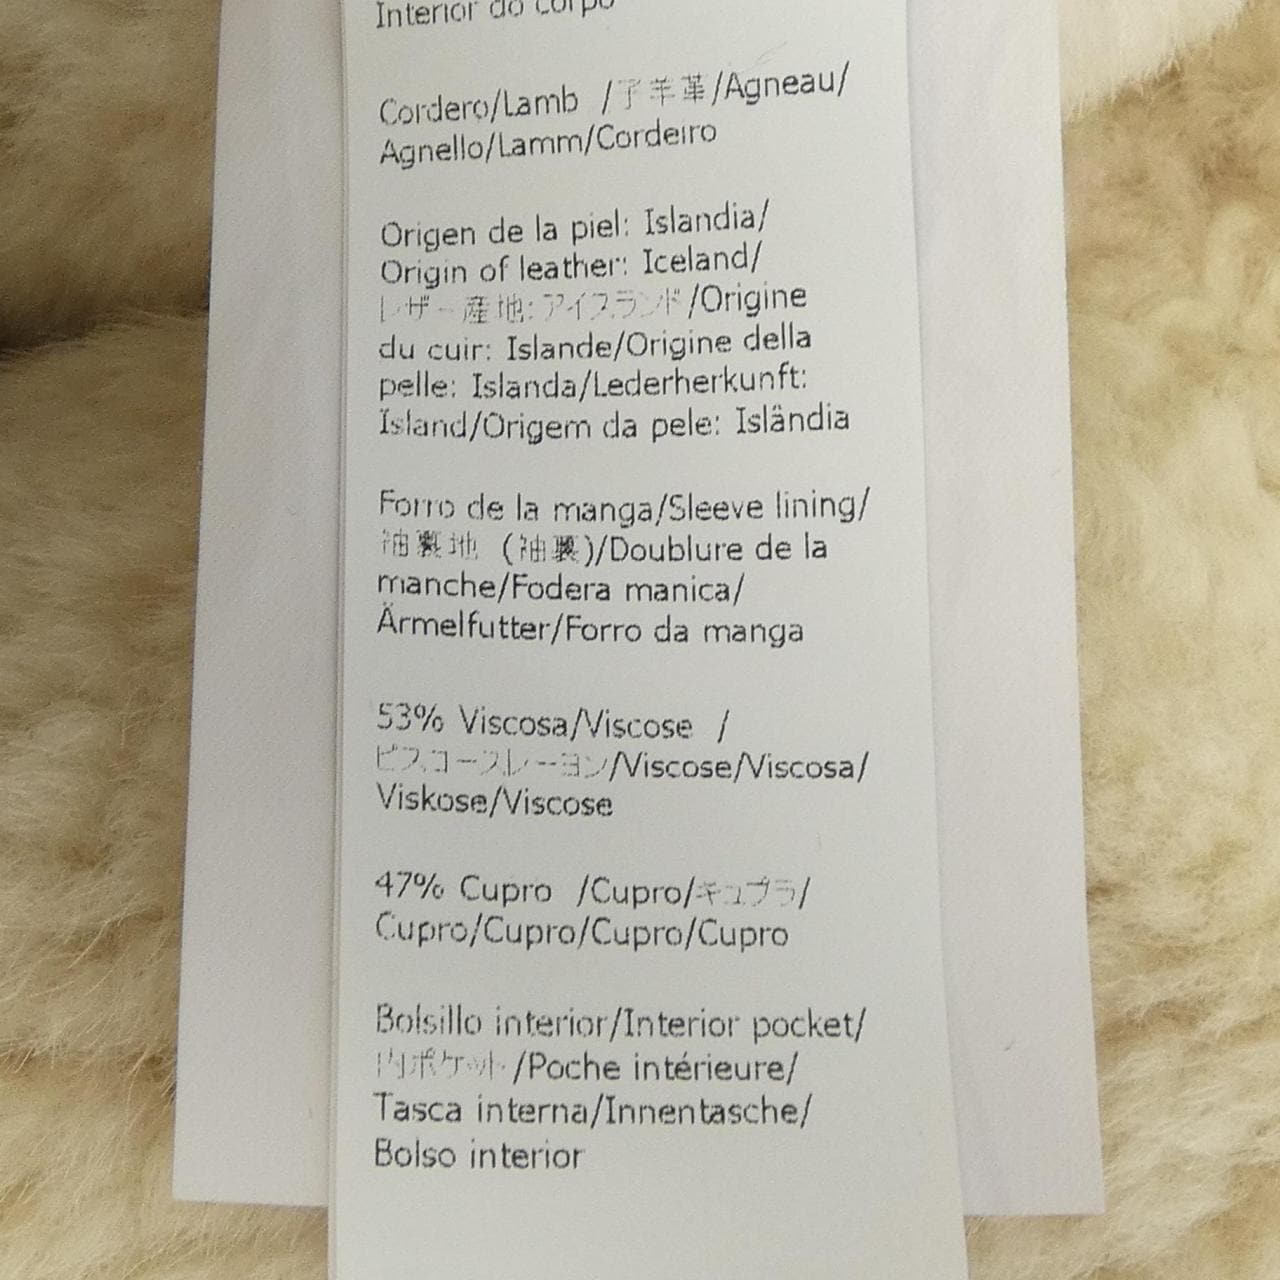 Interior do corpo
Cordero/Lamb /子羊革/Agneau/
Agnello/Lamm/Cordeiro
Origen de la piel: Islandia/
Origin of leather: Iceland/
レザー産地:アイスランド/Origine
du cuir: Islande/Origine della
pelle: Islanda/Lederherkunft:
Island/Origem da pele: Islândia
Forro de la manga/Sleeve lining/
袖裏地 (袖裏)/Doublure de la
manche/Fodera manica/
Ärmelfutter/Forro da manga
53% Viscosa/Viscose /
ビスコースレーヨン/Viscose/Viscosa/
Viskose/Viscose
47% Cupro /Cupro/キュプラ/
Cupro/Cupro/Cupro/Cupro
Bolsillo interior/Interior pocket/
内ポケット/Poche intérieure/
Tasca interna/Innentasche/
Bolso interior